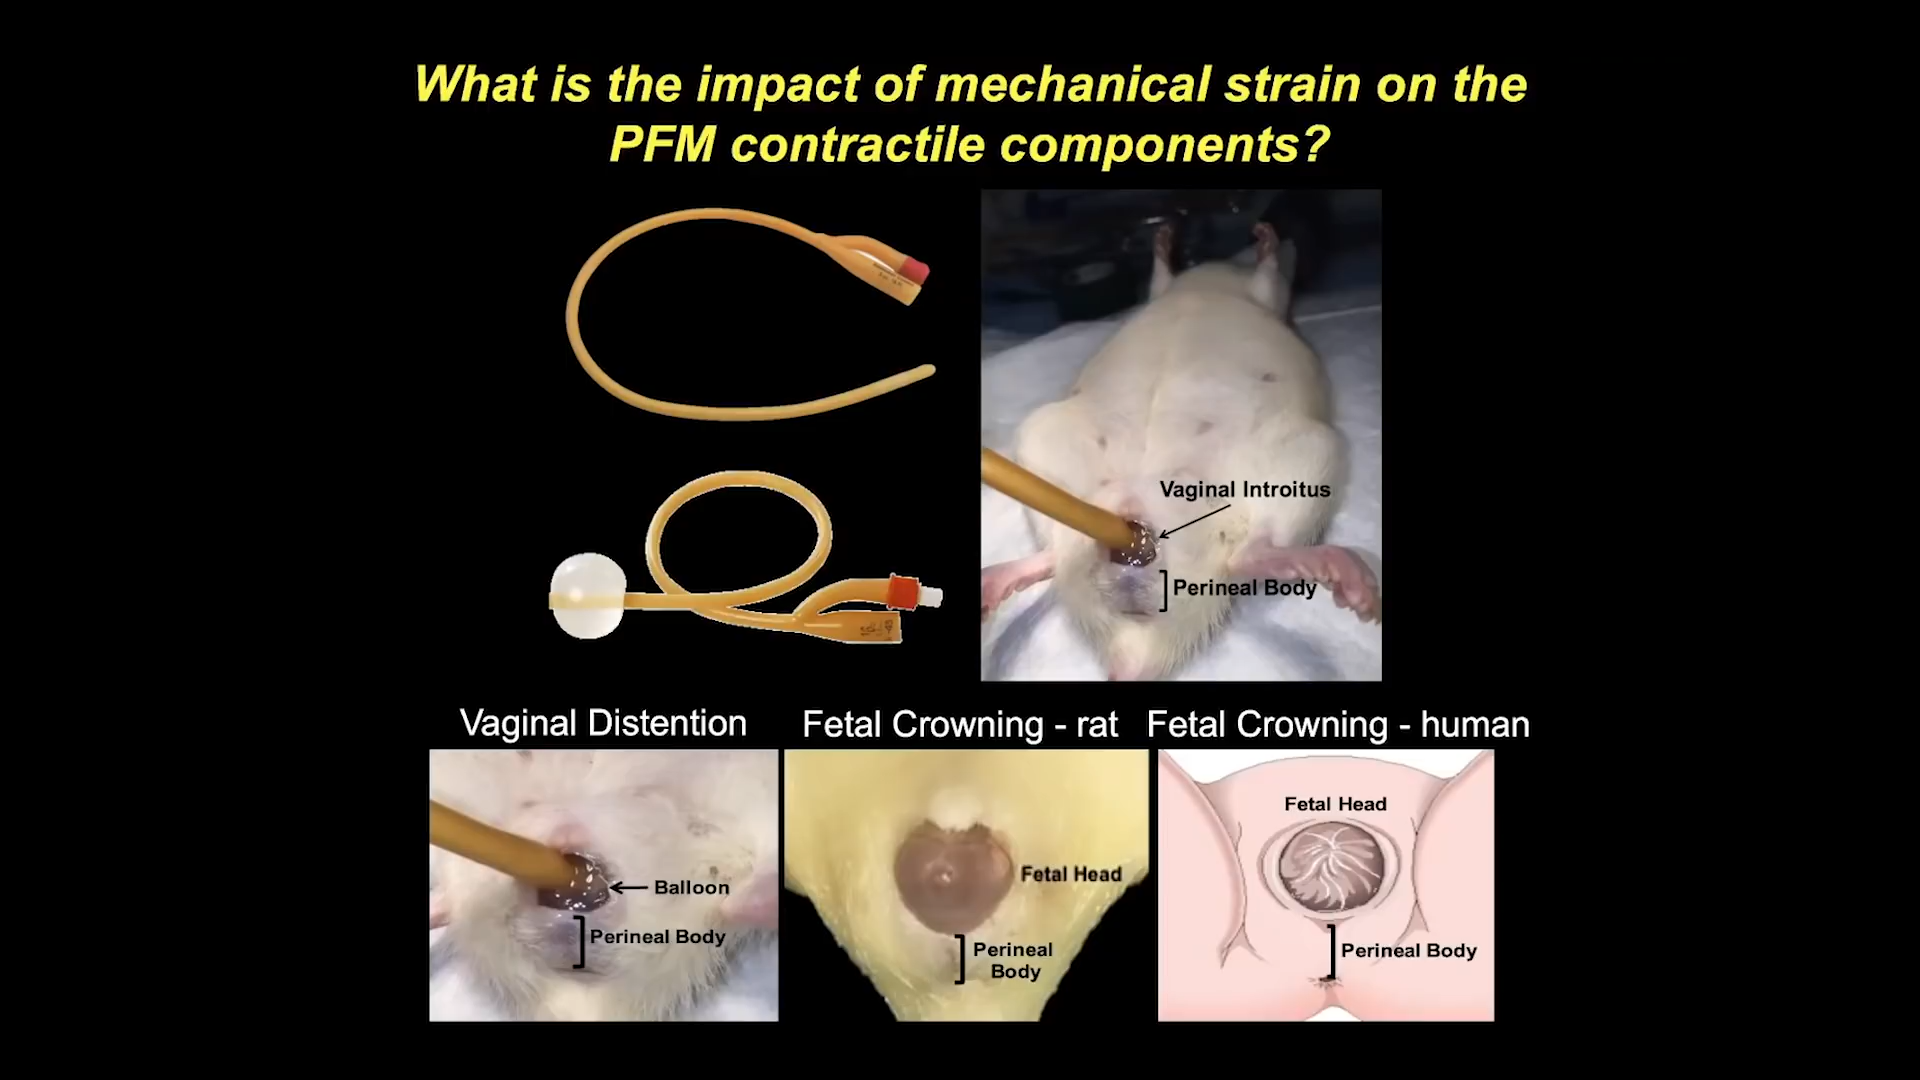 What is the impact of mechanical strain on the
PFM contractile components?
Vaginal Introitus
Perineal Body
Vaginal Distention
Fetal Crowning - rat
Fetal Crowning - human
Balloon
Perineal Body
Fetal Head
Perineal
Body
Fetal Head
Perineal Body